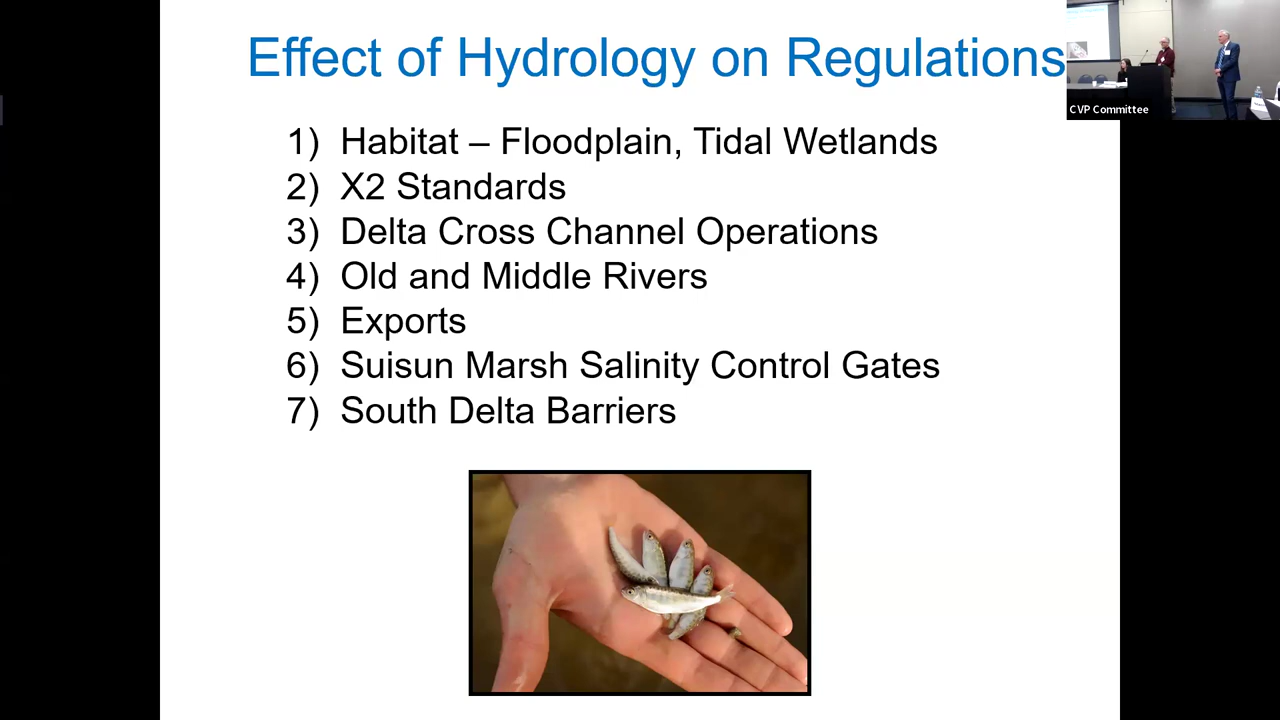 Effect of Hydrology on Regulations
CVP Committee
1) Habitat – Floodplain, Tidal Wetlands
2) X2 Standards
3) Delta Cross Channel Operations
4) Old and Middle Rivers
5) Exports
6) Suisun Marsh Salinity Control Gates
7) South Delta Barriers